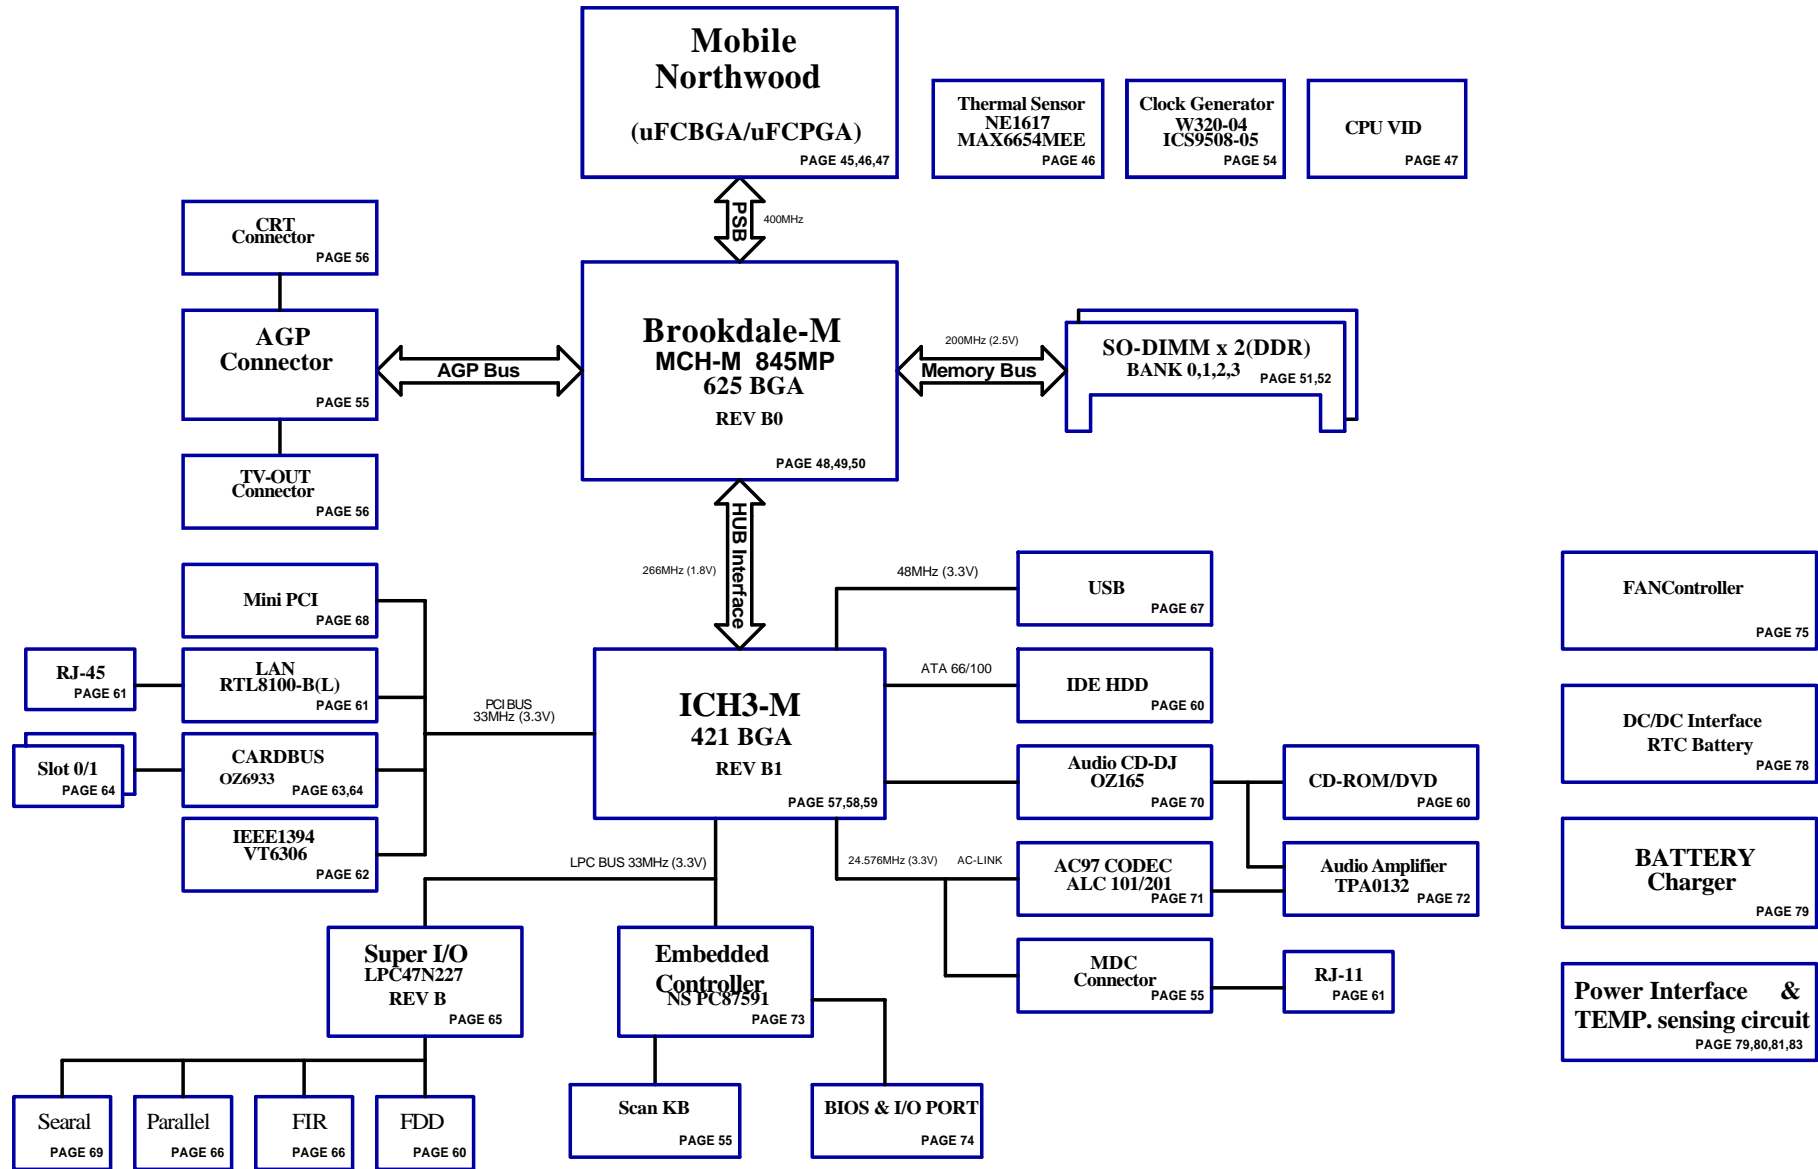 Mobile
Northwood
(uFCBGA/uFCPGA)
PAGE 45,46,47
Thermal Sensor
NE1617
MAX6654MEE
PAGE 46
Clock Generator
W320-04
ICS9508-05
PAGE 54
CPU VID
PAGE 47
PSB
400MHz
CRT
Connector
PAGE 56
AGP
Connector
PAGE 55
AGP Bus
TV-OUT
Connector
PAGE 56
Brookdale-M
MCH-M 845MP
625 BGA
REV B0
PAGE 48,49,50
200MHz (2.5V)
Memory Bus
SO-DIMM x 2(DDR)
BANK 0,1,2,3
PAGE 51,52
HUB Interface
266MHz (1.8V)
Mini PCI
PAGE 68
RJ-45
PAGE 61
LAN
RTL8100-B(L)
PAGE 61
Slot 0/1
PAGE 64
CARDBUS
OZ6933
PAGE 63,64
IEEE1394
VT6306
PAGE 62
PCI BUS
33MHz (3.3V)
ICH3-M
421 BGA
REV B1
PAGE 57,58,59
48MHz (3.3V)
USB
PAGE 67
ATA 66/100
IDE HDD
PAGE 60
Audio CD-DJ
OZ165
PAGE 70
CD-ROM/DVD
PAGE 60
24.576MHz (3.3V)
AC-LINK
AC97 CODEC
ALC 101/201
PAGE 71
Audio Amplifier
TPA0132
PAGE 72
MDC
Connector
PAGE 55
RJ-11
PAGE 61
LPC BUS 33MHz (3.3V)
Super I/O
LPC47N227
REV B
PAGE 65
Embedded
Controller
NS PC87591
PAGE 73
Searal
PAGE 69
Parallel
PAGE 66
FIR
PAGE 66
FDD
PAGE 60
Scan KB
PAGE 55
BIOS & I/O PORT
PAGE 74
FANController
PAGE 75
DC/DC Interface
RTC Battery
PAGE 78
BATTERY
Charger
PAGE 79
Power Interface &
TEMP. sensing circuit
PAGE 79,80,81,83